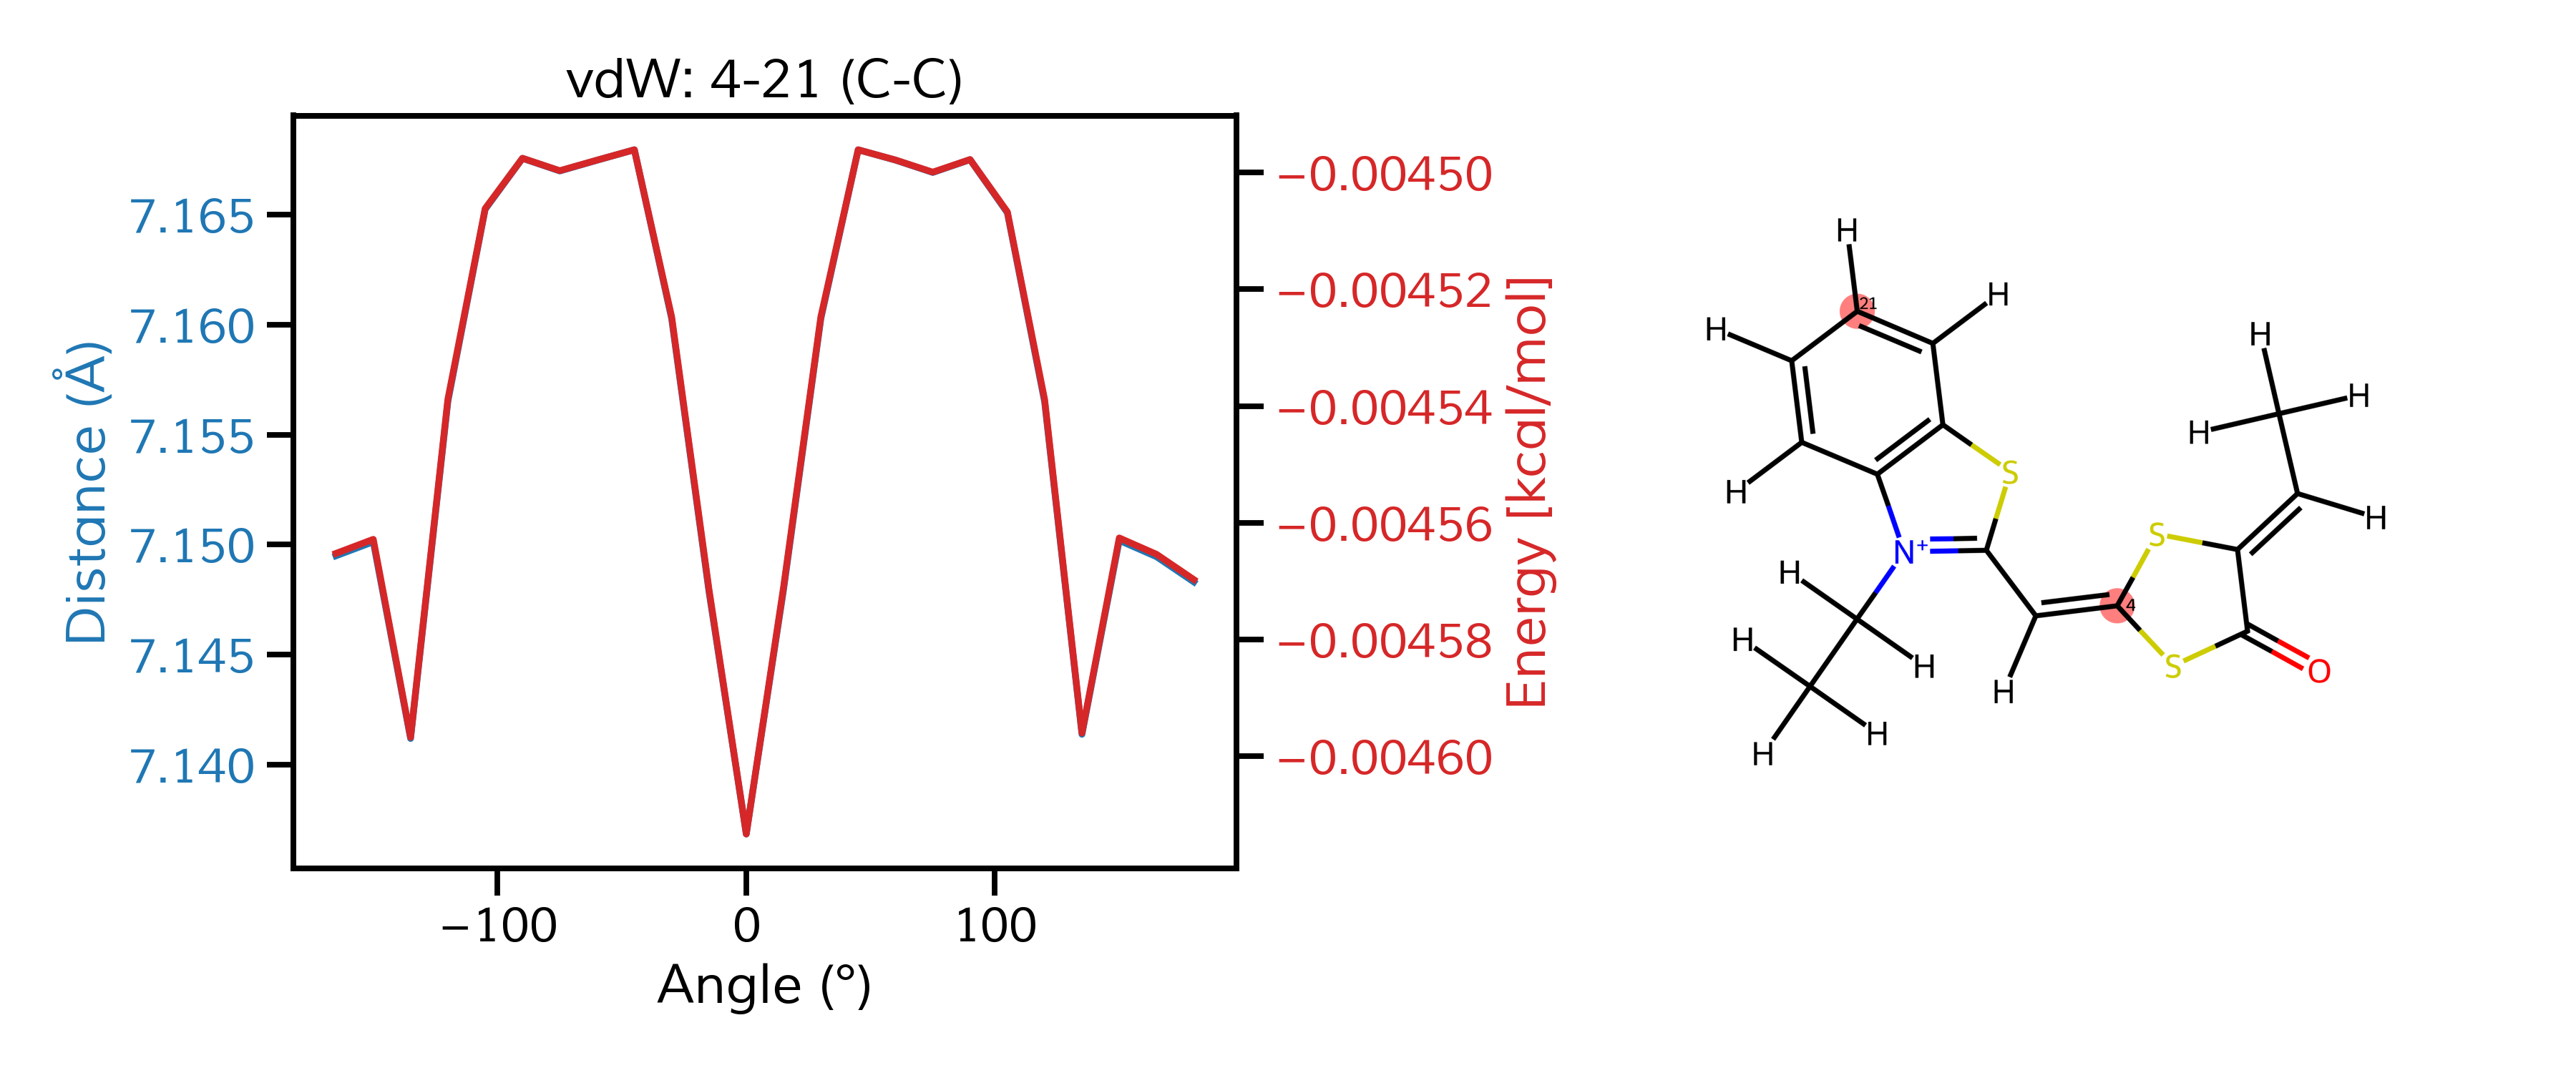 vdW: 4-21 (C-C)
Distance (Å)
7.165
7.160
7.155
7.150
7.145
7.140
−100
0
100
Angle (°)
−0.00450
−0.00452
−0.00454
−0.00456
−0.00458
−0.00460
Energy [kcal/mol]
H
H
21
H
H
H
H
H
S
H
S
N+
H
4
H
H
S
O
H
H
H